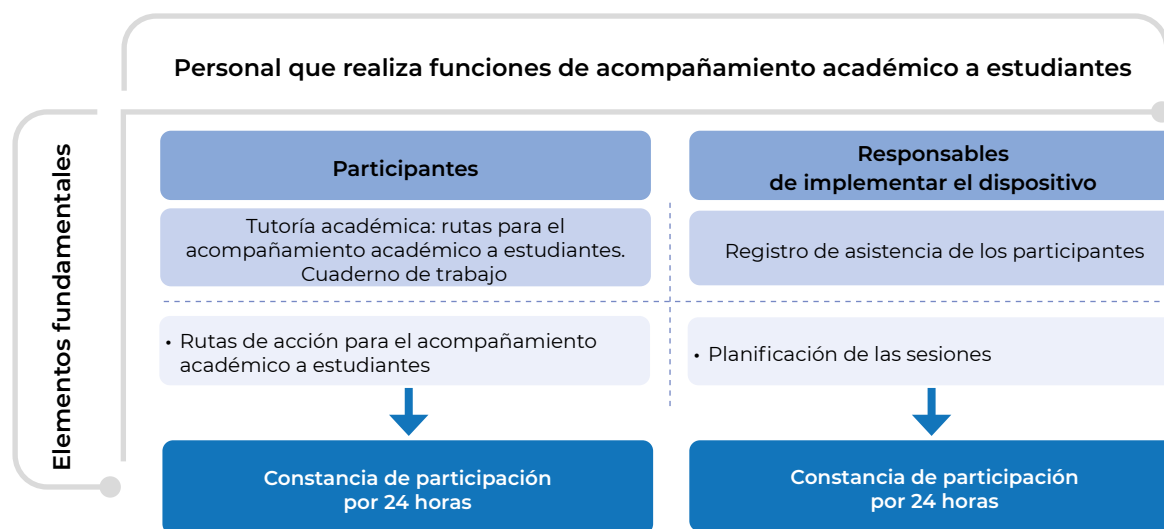 Personal que realiza funciones de acompañamiento académico a estudiantes
Elementos fundamentales
Participantes
Responsables
de implementar el dispositivo
Tutoría académica: rutas para el
acompañamiento académico a estudiantes.
Cuaderno de trabajo
Registro de asistencia de los participantes
• Rutas de acción para el acompañamiento
académico a estudiantes
• Planificación de las sesiones
Constancia de participación
por 24 horas
Constancia de participación
por 24 horas